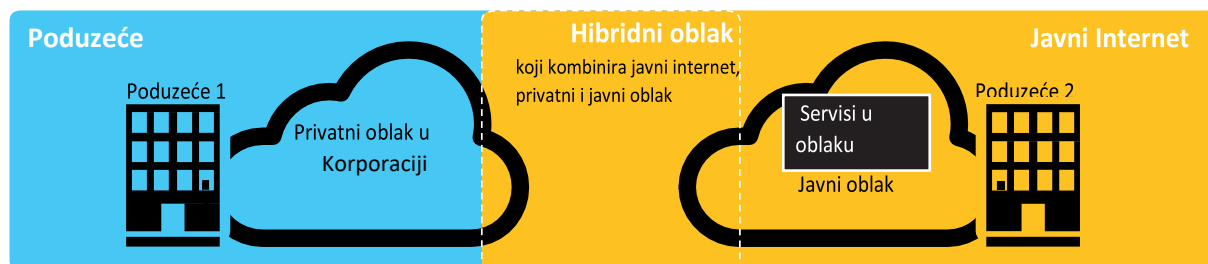 Poduzeće
Hibridni oblak
Javni Internet
koji kombinira javni internet,
privatni i javni oblak
Poduzeće 1
Privatni oblak u
Korporaciji
Servisi u
oblaku
Javni oblak
Poduzeće 2